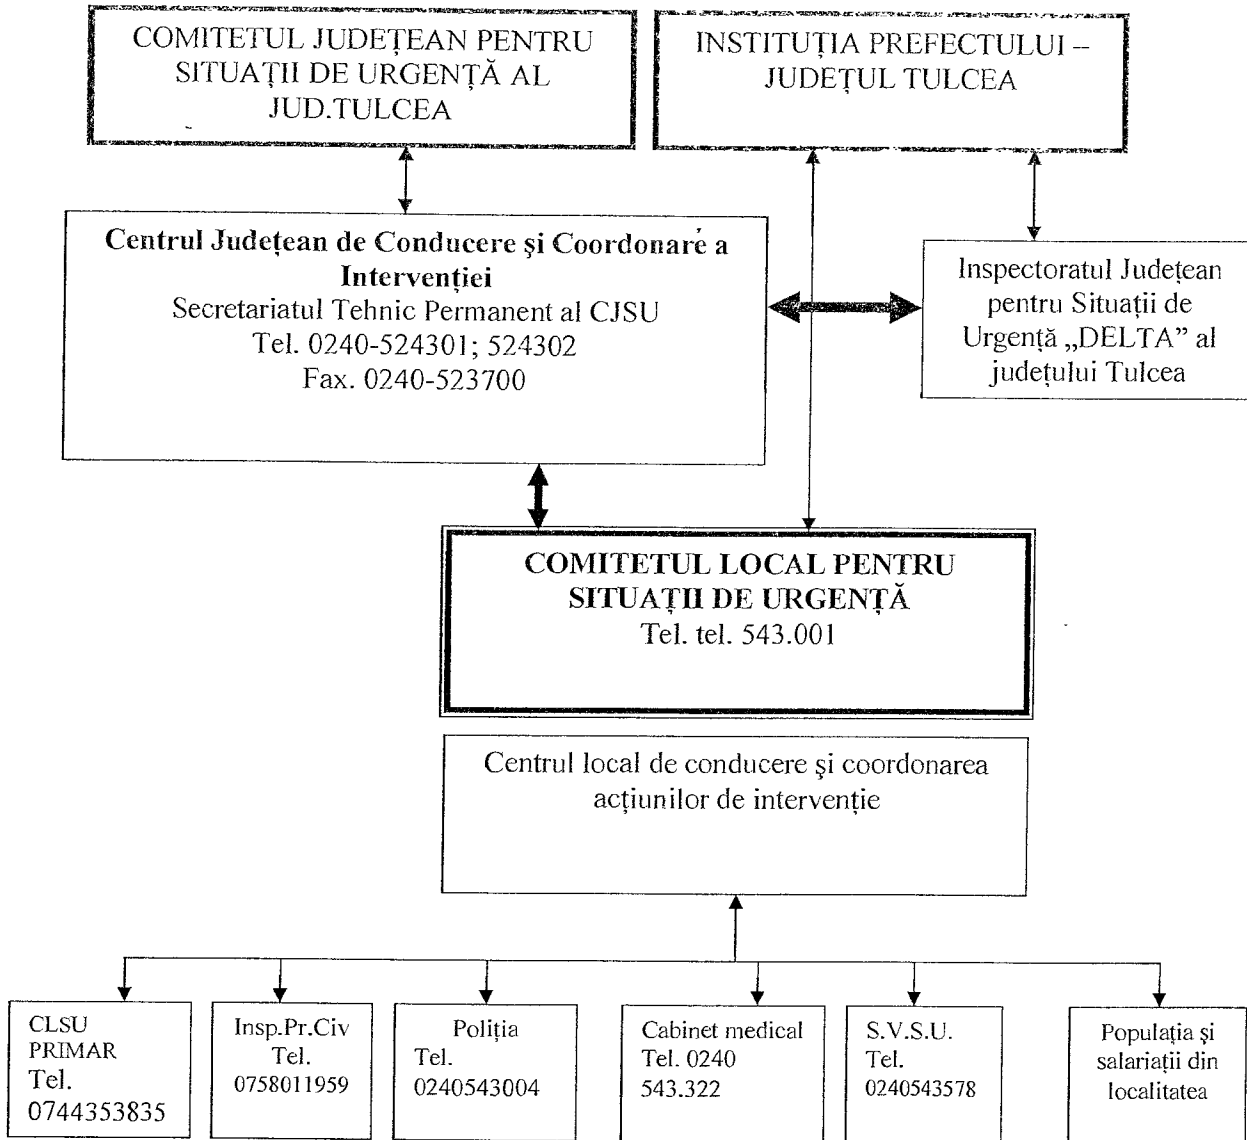 COMITETUL JUDEȚEAN PENTRU
SITUAȚII DE URGENȚĂ AL
JUD.TULCEA
INSTITUȚIA PREFECTULUI –
JUDEȚUL TULCEA
Centrul Județean de Conducere şi Coordonare a
Intervenției
Secretariatul Tehnic Permanent al CJSU
Tel. 0240-524301; 524302
Fax. 0240-523700
Inspectoratul Județean
pentru Situații de
Urgență „DELTA” al
județului Tulcea
COMITETUL LOCAL PENTRU
SITUAȚII DE URGENȚĂ
Tel. tel. 543.001
Centrul local de conducere şi coordonarea
acțiunilor de intervenție
CLSU
PRIMAR
Tel.
0744353835
Insp.Pr.Civ
Tel.
0758011959
Poliția
Tel.
0240543004
Cabinet medical
Tel. 0240
543.322
S.V.S.U.
Tel.
0240543578
Populația şi
salariații din
localitatea